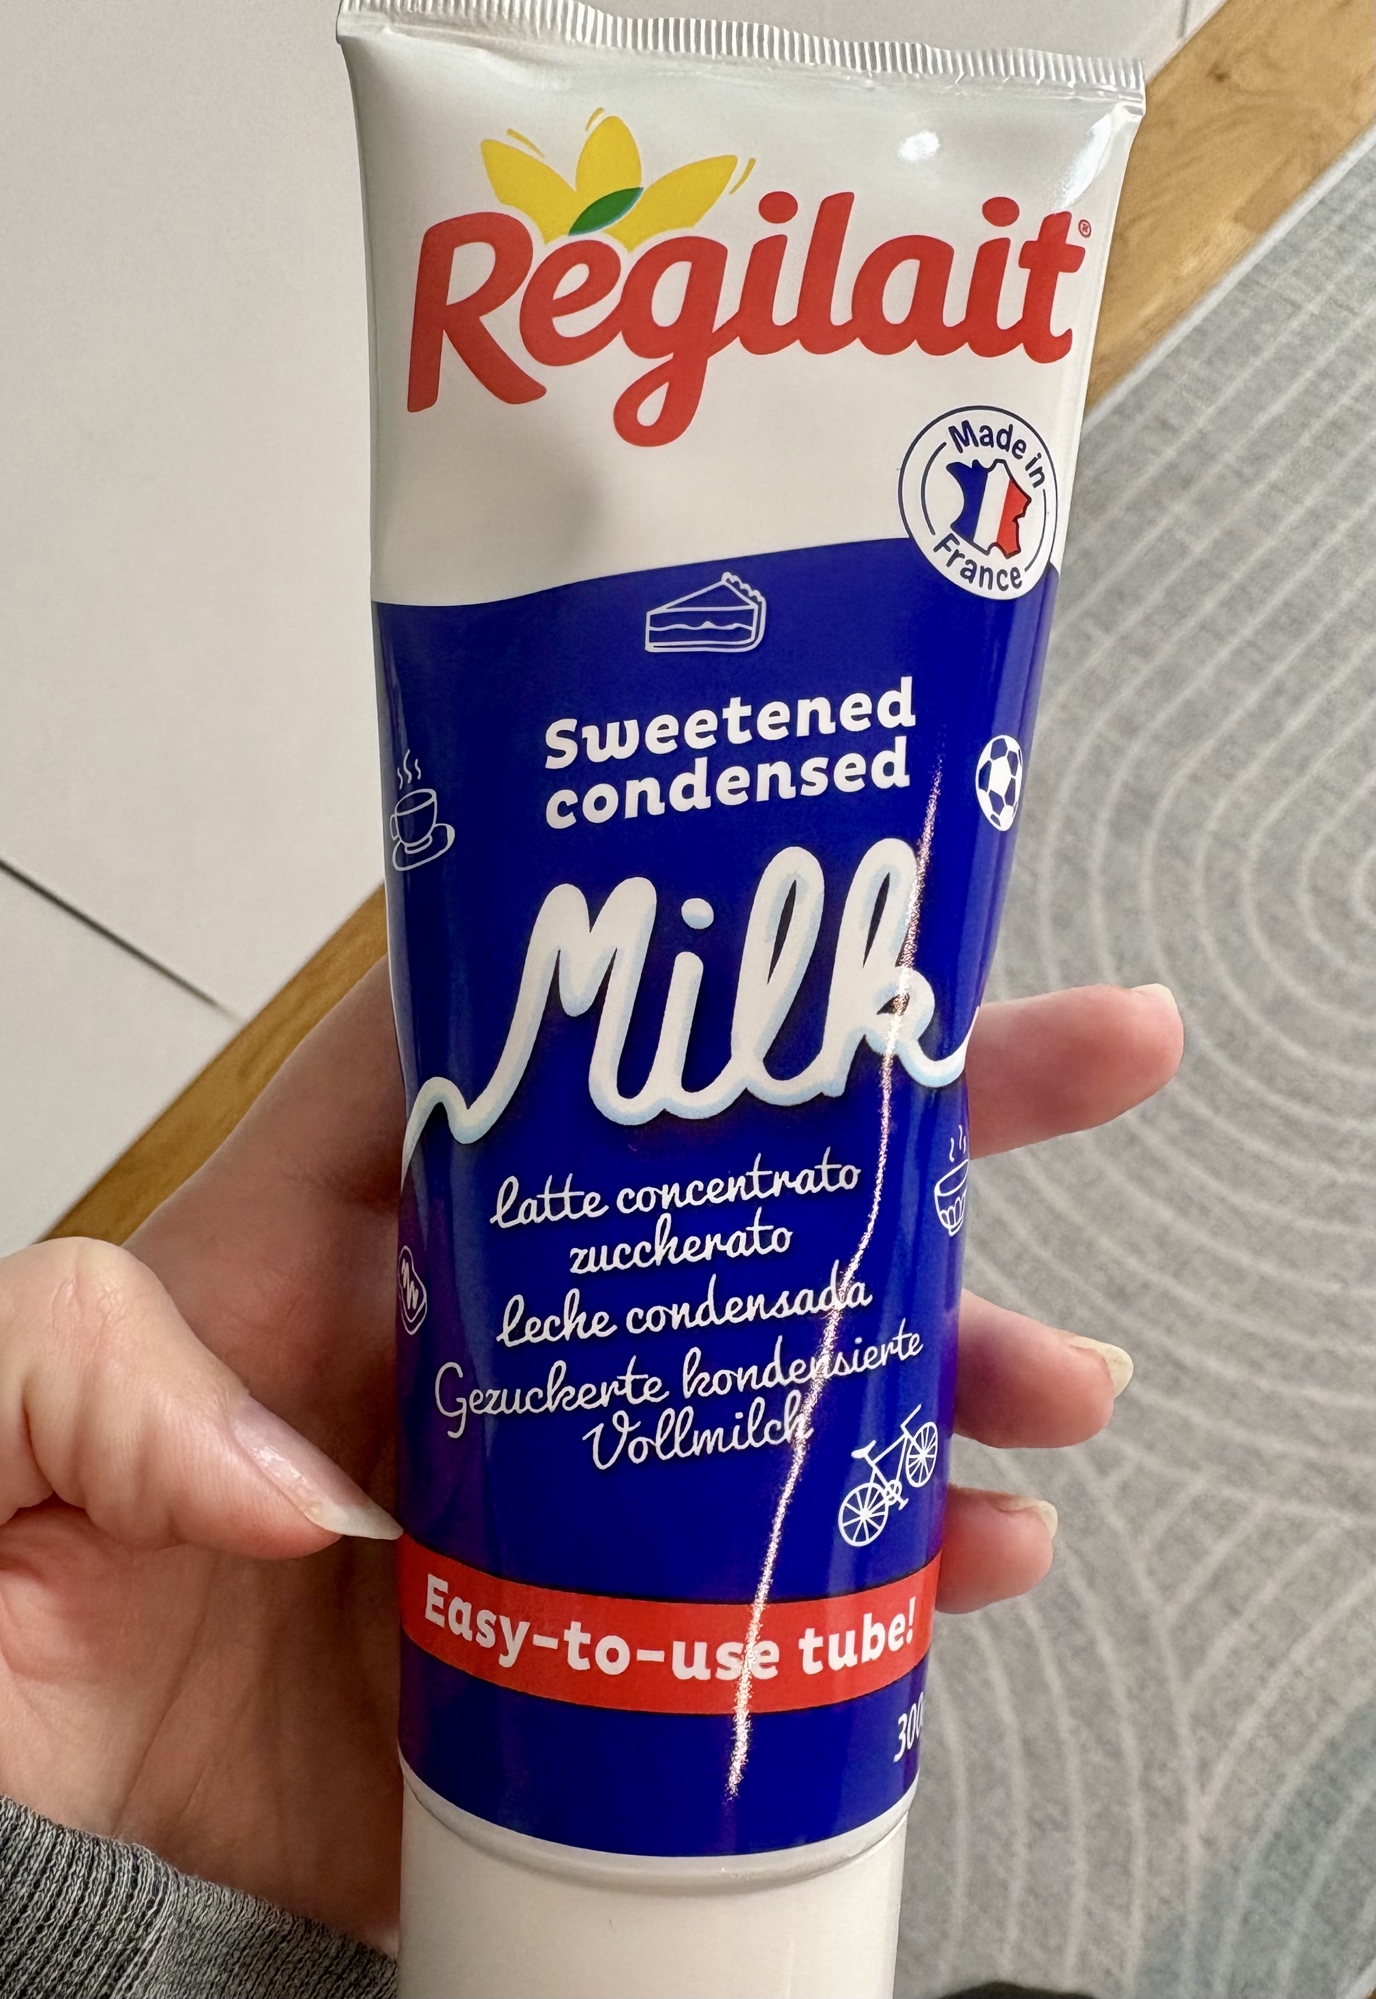 Régilait®
Made in
France
Sweetened
condensed
Milk
latte concentrato
zuccherato
leche condensada
Gezuckerte kondensierte
Vollmilch
Easy-to-use tube!
300